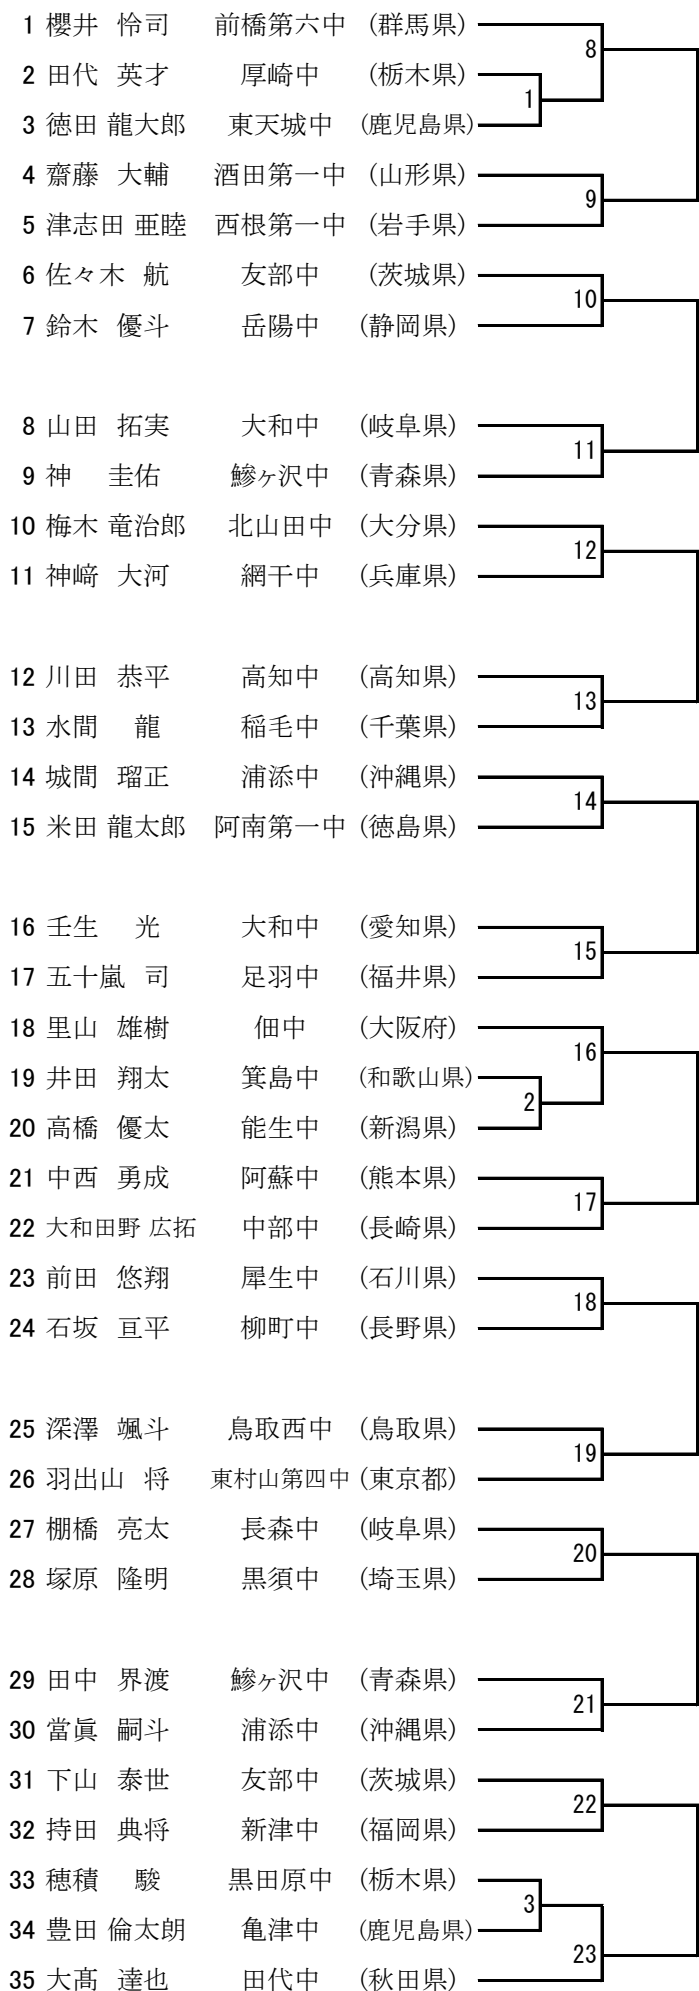 1 櫻井 怜司 前橋第六中 (群馬県)
8
2 田代 英才 厚崎中 (栃木県)
1
3 徳田 龍大郎 東天城中 (鹿児島県)
4 齋藤 大輔 酒田第一中 (山形県)
9
5 津志田 亜睦 西根第一中 (岩手県)
6 佐々木 航 友部中 (茨城県)
10
7 鈴木 優斗 岳陽中 (静岡県)
8 山田 拓実 大和中 (岐阜県)
11
9 神 圭佑 鰺ヶ沢中 (青森県)
10 梅木 竜治郎 北山田中 (大分県)
12
11 神﨑 大河 網干中 (兵庫県)
12 川田 恭平 高知中 (高知県)
13
13 水間 龍 稲毛中 (千葉県)
14 城間 瑠正 浦添中 (沖縄県)
14
15 米田 龍太郎 阿南第一中 (徳島県)
16 壬生 光 大和中 (愛知県)
15
17 五十嵐 司 足羽中 (福井県)
18 里山 雄樹 佃中 (大阪府)
16
19 井田 翔太 箕島中 (和歌山県)
2
20 高橋 優太 能生中 (新潟県)
21 中西 勇成 阿蘇中 (熊本県)
17
22 大和田野 広拓 中部中 (長崎県)
23 前田 悠翔 犀生中 (石川県)
18
24 石坂 亘平 柳町中 (長野県)
25 深澤 颯斗 鳥取西中 (鳥取県)
19
26 羽出山 将 東村山第四中 (東京都)
27 棚橋 亮太 長森中 (岐阜県)
20
28 塚原 隆明 黒須中 (埼玉県)
29 田中 界渡 鰺ヶ沢中 (青森県)
21
30 當眞 嗣斗 浦添中 (沖縄県)
31 下山 泰世 友部中 (茨城県)
22
32 持田 典将 新津中 (福岡県)
33 穂積 駿 黒田原中 (栃木県)
3
34 豊田 倫太朗 亀津中 (鹿児島県)
23
35 大髙 達也 田代中 (秋田県)